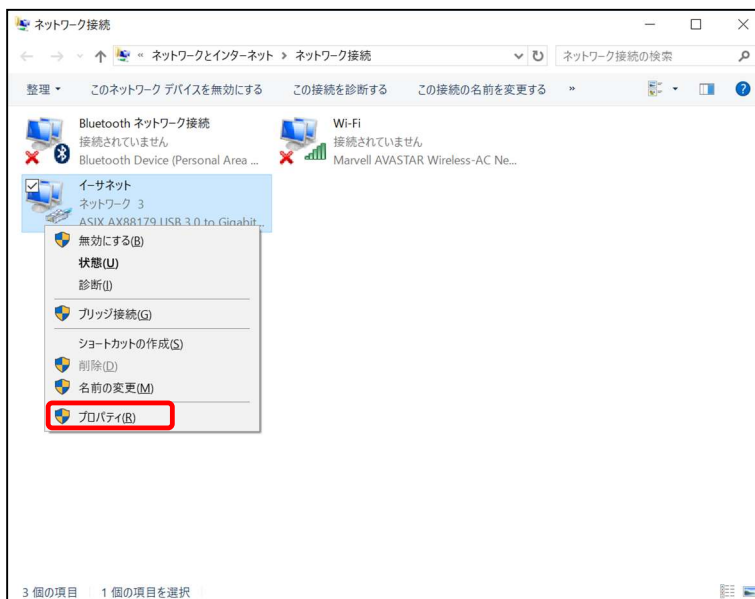 ネットワーク接続
« ネットワークとインターネット > ネットワーク接続
ネットワーク接続の検索
整理 ▾ このネットワーク デバイスを無効にする この接続を診断する この接続の名前を変更する »
Bluetooth ネットワーク接続
接続されていません
Bluetooth Device (Personal Area ...
Wi-Fi
接続されていません
Marvell AVASTAR Wireless-AC Ne...
イーサネット
ネットワーク 3
ASIX AX88179 USB 3.0 to Gigabit...
無効にする(B)
状態(U)
診断(I)
ブリッジ接続(G)
ショートカットの作成(S)
削除(D)
名前の変更(M)
プロパティ(R)
3 個の項目 1 個の項目を選択